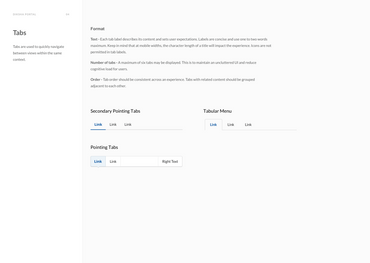 Tabs
Tabs are used to quickly navigate
between views within the same
context
Format
Text - Each tab label describes its content and sets user expectations. Labels are concise and use one to two words
maximum. Keep in mind that at mobile widths, the character length of a title will impact the experience. Icons are not
permitted in tab labels.
Number of tabs - A maximum of six tabs may be displayed. This is to maintain an uncluttered UI and reduce
cognitive load for users.
Order - Tab order should be consistent across an experience. Tabs with related content should be grouped
adjacent to each other.
Secondary Pointing Tabs
Link Link Link
Tabular Menu
Link Link Link
Pointing Tabs
Link Link Right Text